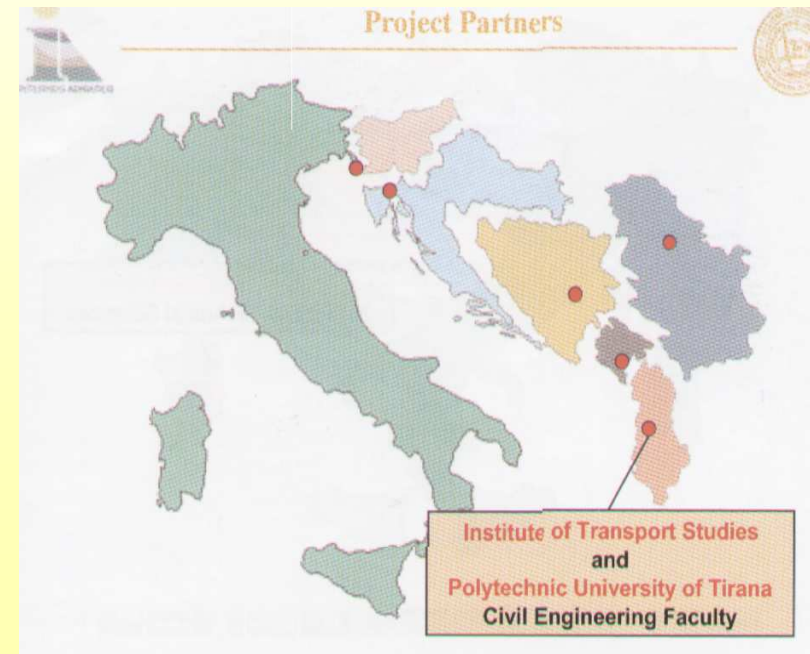 Project Partners
Institute of Transport Studies
and
Polytechnic University of Tirana
Civil Engineering Faculty